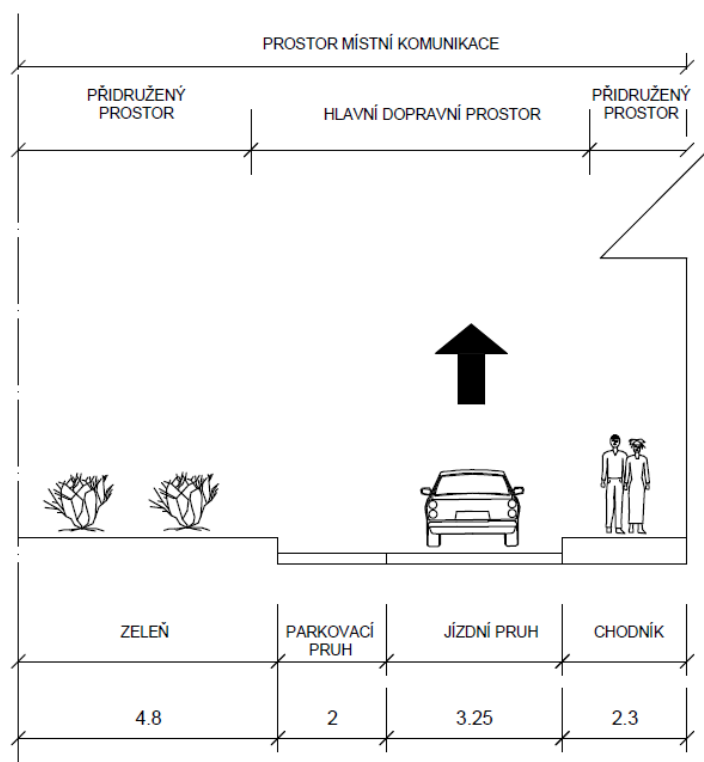 PROSTOR MÍSTNÍ KOMUNIKACE
PŘIDRUŽENÝ
PROSTOR
HLAVNÍ DOPRAVNÍ PROSTOR
PŘIDRUŽENÝ
PROSTOR
ZELEŇ
PARKOVACÍ
PRUH
JÍZDNÍ PRUH
CHODNÍK
4.8
2
3.25
2.3